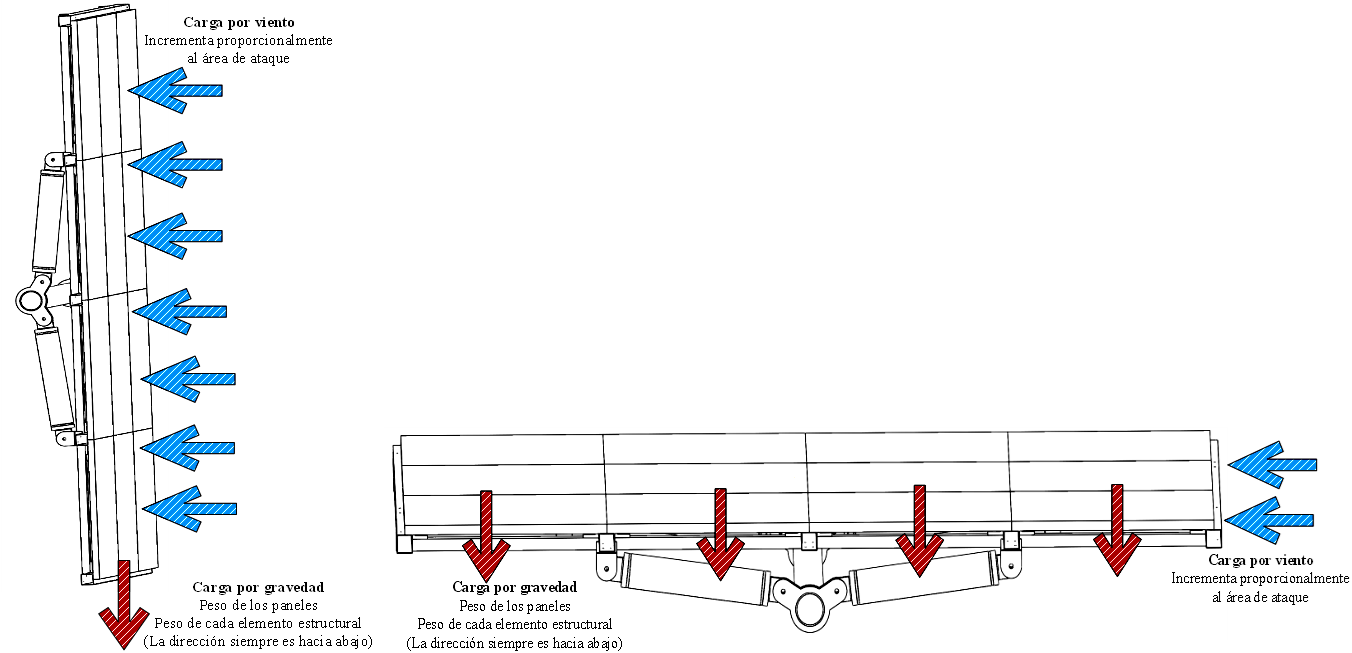 Carga por viento
Incrementa proporcionalmente
al área de ataque
Carga por gravedad
Peso de los paneles
Peso de cada elemento estructural
(La dirección siempre es hacia abajo)
Carga por gravedad
Peso de los paneles
Peso de cada elemento estructural
(La dirección siempre es hacia abajo)
Carga por viento
Incrementa proporcionalmente
al área de ataque